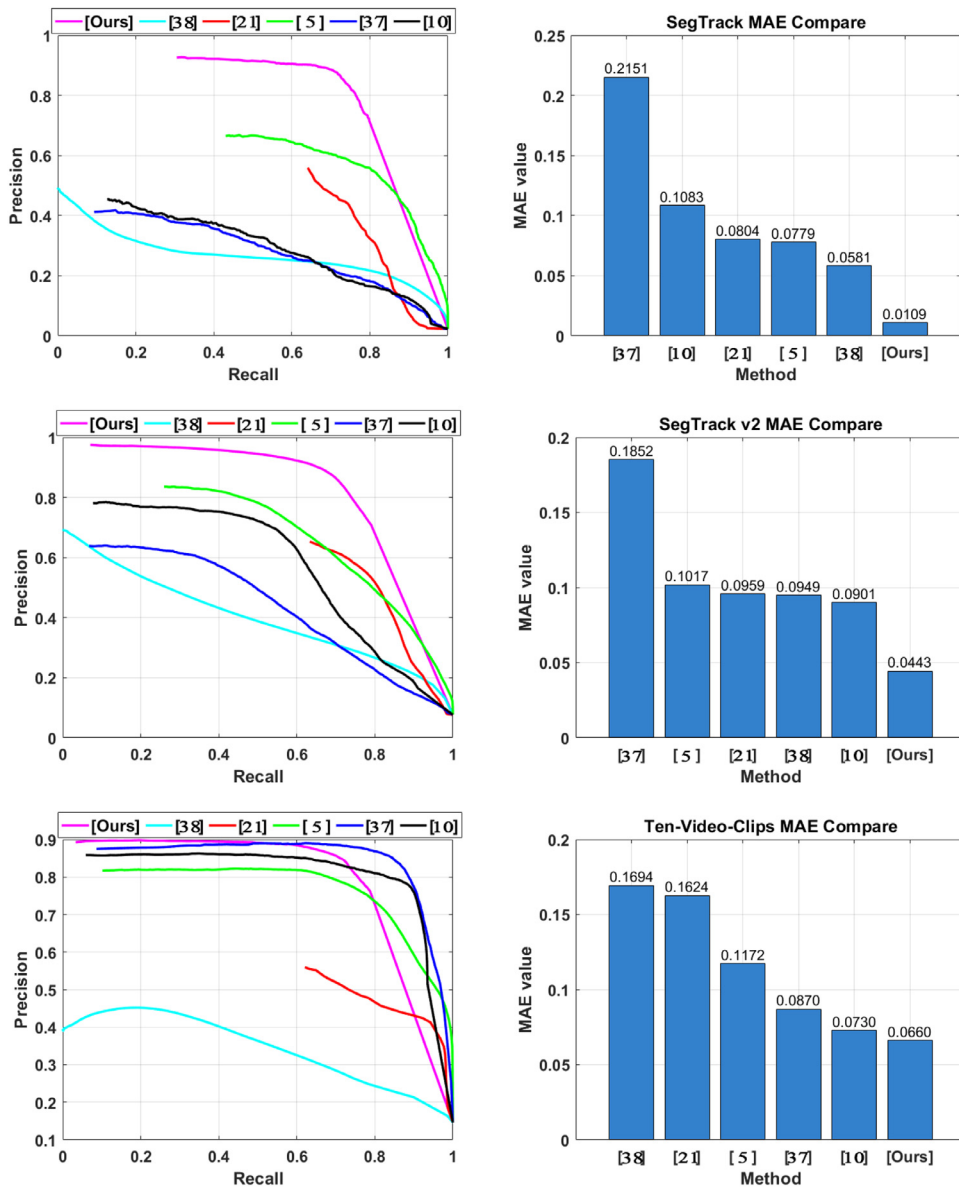 [Ours] [38] [21] [5] [37] [10]
1
0.8
0.6
0.4
0.2
0
Precision
0 0.2 0.4 0.6 0.8 1
Recall
SegTrack MAE Compare
0.25
0.2
0.15
0.1
0.05
0
MAE value
0.2151
0.1083
0.0804
0.0779
0.0581
0.0109
[37] [10] [21] [5] [38] [Ours]
Method
[Ours] [38] [21] [5] [37] [10]
1
0.8
0.6
0.4
0.2
0
Precision
0 0.2 0.4 0.6 0.8 1
Recall
SegTrack v2 MAE Compare
0.2
0.15
0.1
0.05
0
MAE value
0.1852
0.1017
0.0959
0.0949
0.0901
0.0443
[37] [5] [21] [38] [10] [Ours]
Method
[Ours] [38] [21] [5] [37] [10]
0.9
0.8
0.7
0.6
0.5
0.4
0.3
0.2
0.1
Precision
0 0.2 0.4 0.6 0.8 1
Recall
Ten-Video-Clips MAE Compare
0.2
0.15
0.1
0.05
0
MAE value
0.1694
0.1624
0.1172
0.0870
0.0730
0.0660
[38] [21] [5] [37] [10] [Ours]
Method